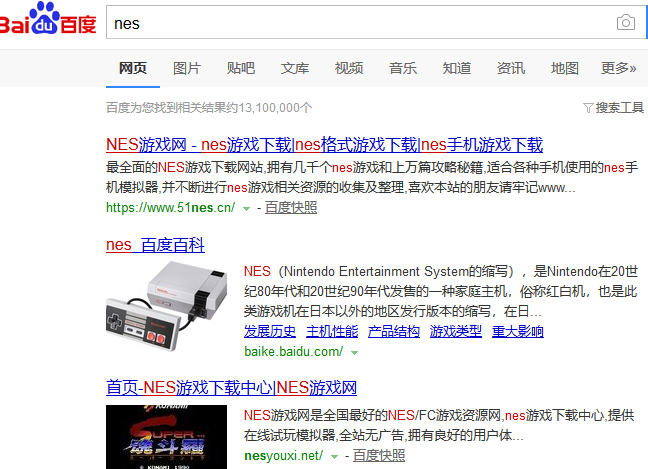 Bai du 百度
nes
网页 图片 贴吧 文库 视频 音乐 知道 资讯 地图 更多»
百度为您找到相关结果约13,100,000个 搜索工具
NES游戏网 - nes游戏下载|nes格式游戏下载|nes手机游戏下载
最全面的NES游戏下载网站,拥有几千个nes游戏和上万篇攻略秘籍,适合各种手机使用的nes手
机模拟器,并不断进行nes游戏相关资源的收集及整理,喜欢本站的朋友请牢记www...
https://www.51nes.cn/ - 百度快照
nes_百度百科
NES（Nintendo Entertainment System的缩写），是Nintendo在20世
纪80年代和20世纪90年代发售的一种家庭主机，俗称红白机，也是此
类游戏机在日本以外的地区发行版本的缩写，在日...
发展历史 主机性能 产品结构 游戏类型 重大影响
baike.baidu.com/
首页-NES游戏下载中心|NES游戏网
KONAMI
SUPER
魂斗羅
NES游戏网是全国最好的NES/FC游戏资源网,nes游戏下载中心,提供
在线试玩模拟器,全站无广告,拥有良好的用户体...
nesyouxi.net/ - 百度快照